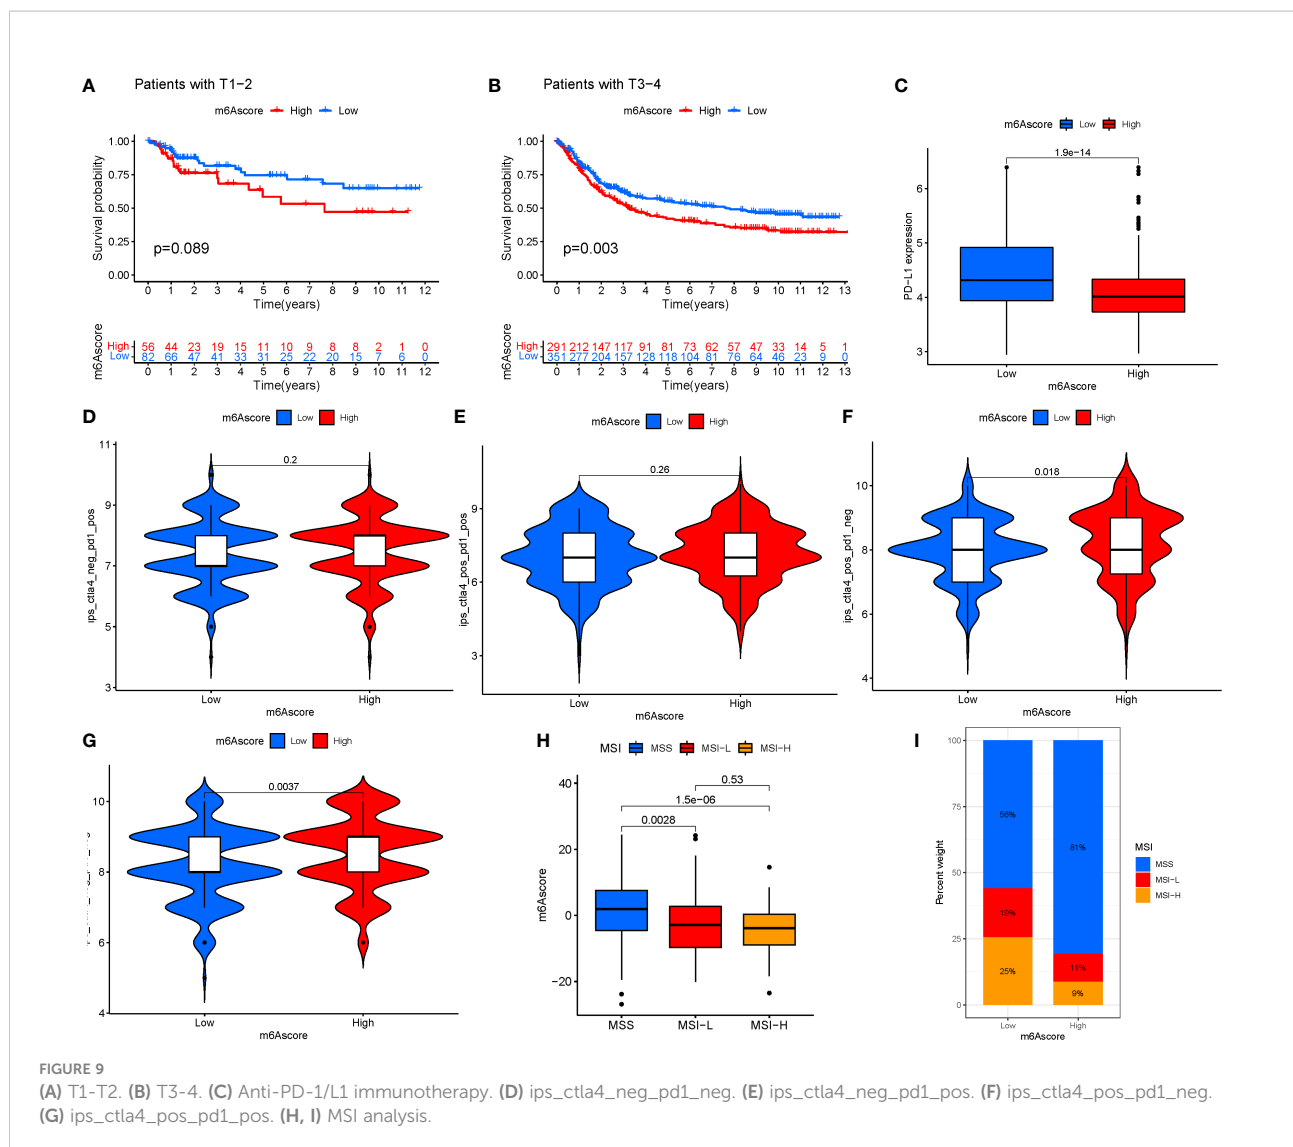 A Patients with T1−2
m6Ascore High Low
Survival probability
1.00
0.75
0.50
0.25
0.00
p=0.089
0 1 2 3 4 5 6 7 8 9 10 11 12
Time(years)
m6Ascore
High 56 44 23 19 15 11 10 9 8 8 2 1 0
Low 82 66 47 41 33 31 25 22 20 15 7 6 0
0 1 2 3 4 5 6 7 8 9 10 11 12
Time(years)
B Patients with T3−4
m6Ascore High Low
Survival probability
1.00
0.75
0.50
0.25
0.00
p=0.003
0 1 2 3 4 5 6 7 8 9 10 11 12 13
Time(years)
m6Ascore
High 291 212 147 117 91 81 73 62 57 47 33 14 5 1
Low 351 277 204 157 128 118 104 81 76 64 46 23 9 0
0 1 2 3 4 5 6 7 8 9 10 11 12 13
Time(years)
C
m6Ascore Low High
1.9e−14
PD−L1 expression
6
5
4
3
Low High
m6Ascore
D
m6Ascore Low High
0.2
ips_ctla4_neg_pd1_pos
11
9
7
5
3
Low High
m6Ascore
E
m6Ascore Low High
0.26
ips_ctla4_pos_pd1_pos
9
6
3
Low High
m6Ascore
F
m6Ascore Low High
0.018
ips_ctla4_pos_pd1_neg
10
8
6
4
Low High
m6Ascore
G
m6Ascore Low High
0.0037
10
8
6
4
Low High
m6Ascore
H
MSI MSS MSI−L MSI−H
0.53
1.5e−06
0.0028
m6Ascore
40
20
0
−20
MSS MSI−L MSI−H
I
Percent weight
100
75
50
25
0
56% 81%
19% 11%
25% 9%
Low High
m6Ascore
MSI
MSS
MSI−L
MSI−H
FIGURE 9
(A) T1-T2. (B) T3-4. (C) Anti-PD-1/L1 immunotherapy. (D) ips_ctla4_neg_pd1_neg. (E) ips_ctla4_neg_pd1_pos. (F) ips_ctla4_pos_pd1_neg.
(G) ips_ctla4_pos_pd1_pos. (H, I) MSI analysis.